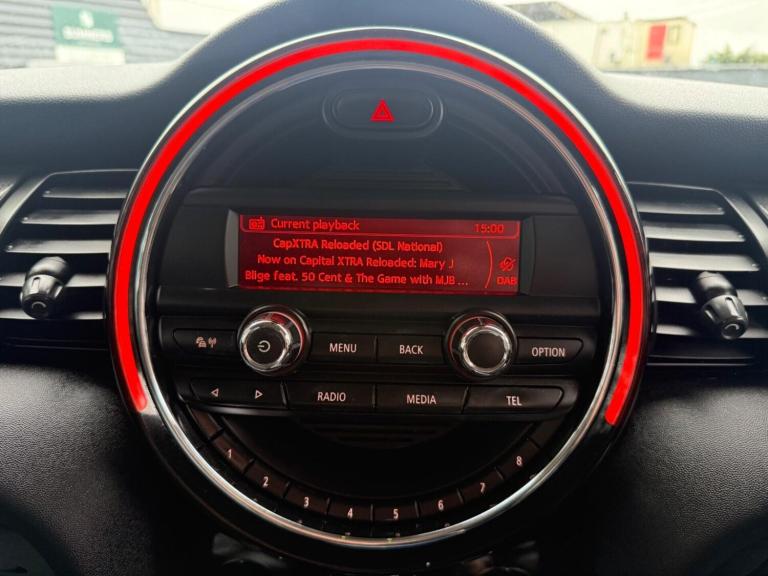 Current playback 15:00
CapXTRA Reloaded (SDL National)
Now on Capital XTRA Reloaded: Mary J
Blige feat. 50 Cent & The Game with MJB ...
DAB
MENU BACK OPTION
RADIO MEDIA TEL
1 2 3 4 5 6 7 8